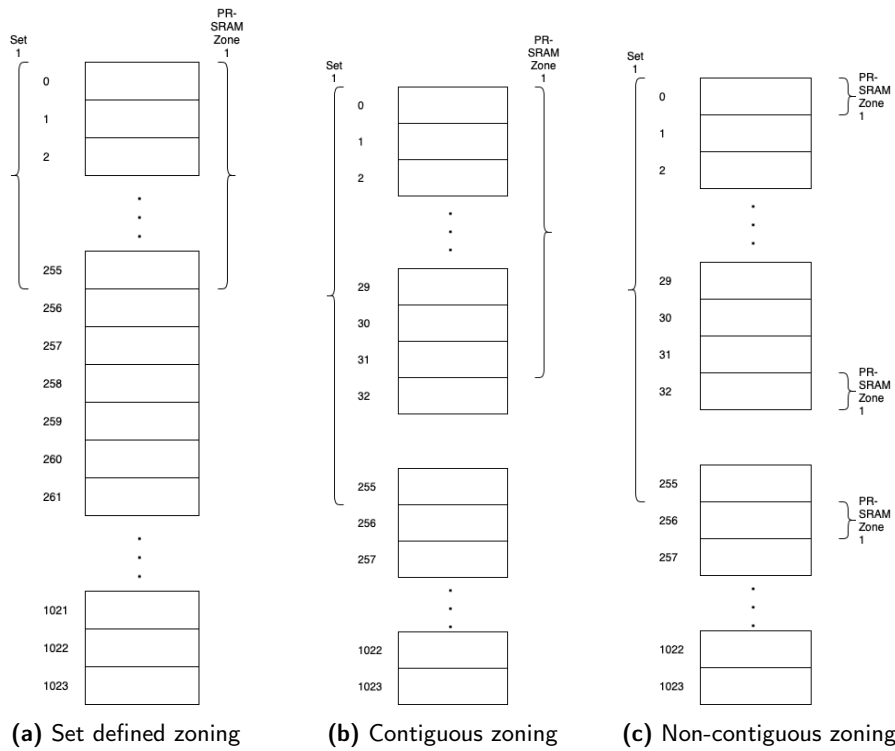 Set
1
PR-
SRAM
Zone
1
0
1
2
255
256
257
258
259
260
261
1021
1022
1023
(a) Set defined zoning
Set
1
PR-
SRAM
Zone
1
0
1
2
29
30
31
32
255
256
257
1022
1023
(b) Contiguous zoning
Set
1
PR-
SRAM
Zone
1
0
1
2
29
30
31
32
PR-
SRAM
Zone
1
255
256
257
PR-
SRAM
Zone
1
1022
1023
(c) Non-contiguous zoning